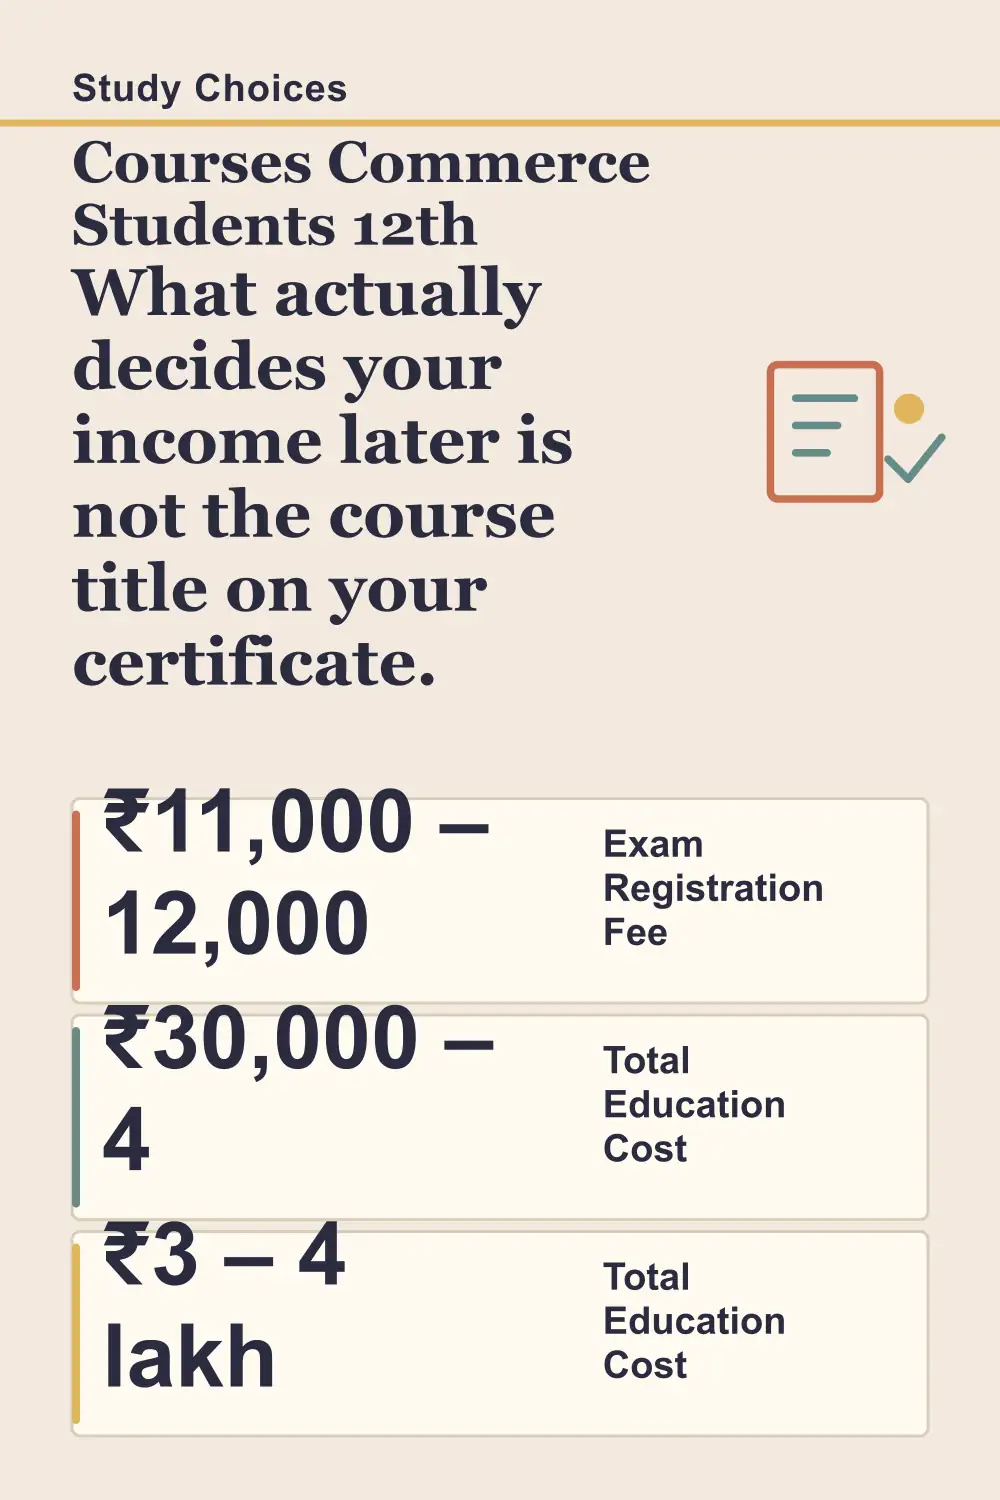 Study Choices
Courses Commerce
Students 12th
What actually
decides your
income later is
not the course
title on your
certificate.
₹11,000 –
12,000
Exam
Registration
Fee
₹30,000 –
4
Total
Education
Cost
₹3 – 4
lakh
Total
Education
Cost